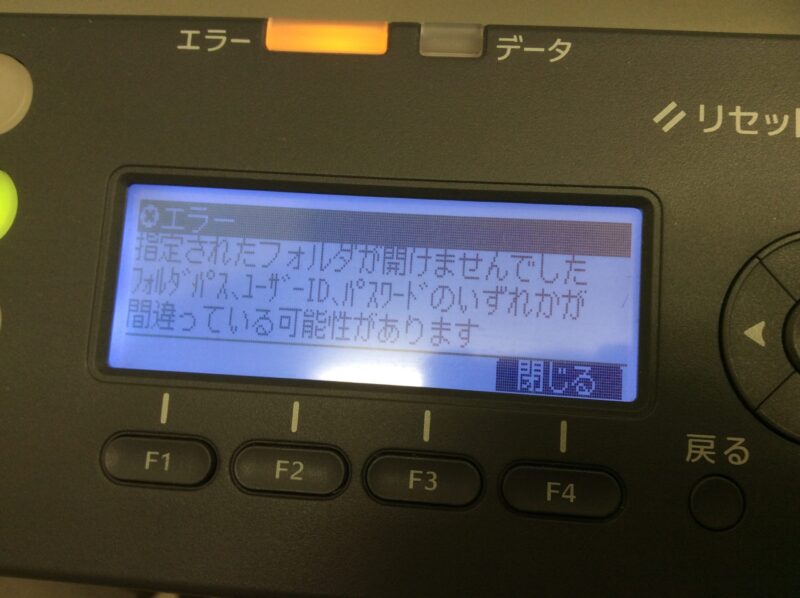 エラー
データ
リセット
エラー
指定されたフォルダが開けませんでした
ﾌｫﾙﾀﾞﾊﾟｽ、ﾕｰｻﾞｰID、ﾊﾟｽﾜｰﾄﾞのいずれかが
間違っている可能性があります
閉じる
F1
F2
F3
F4
戻る